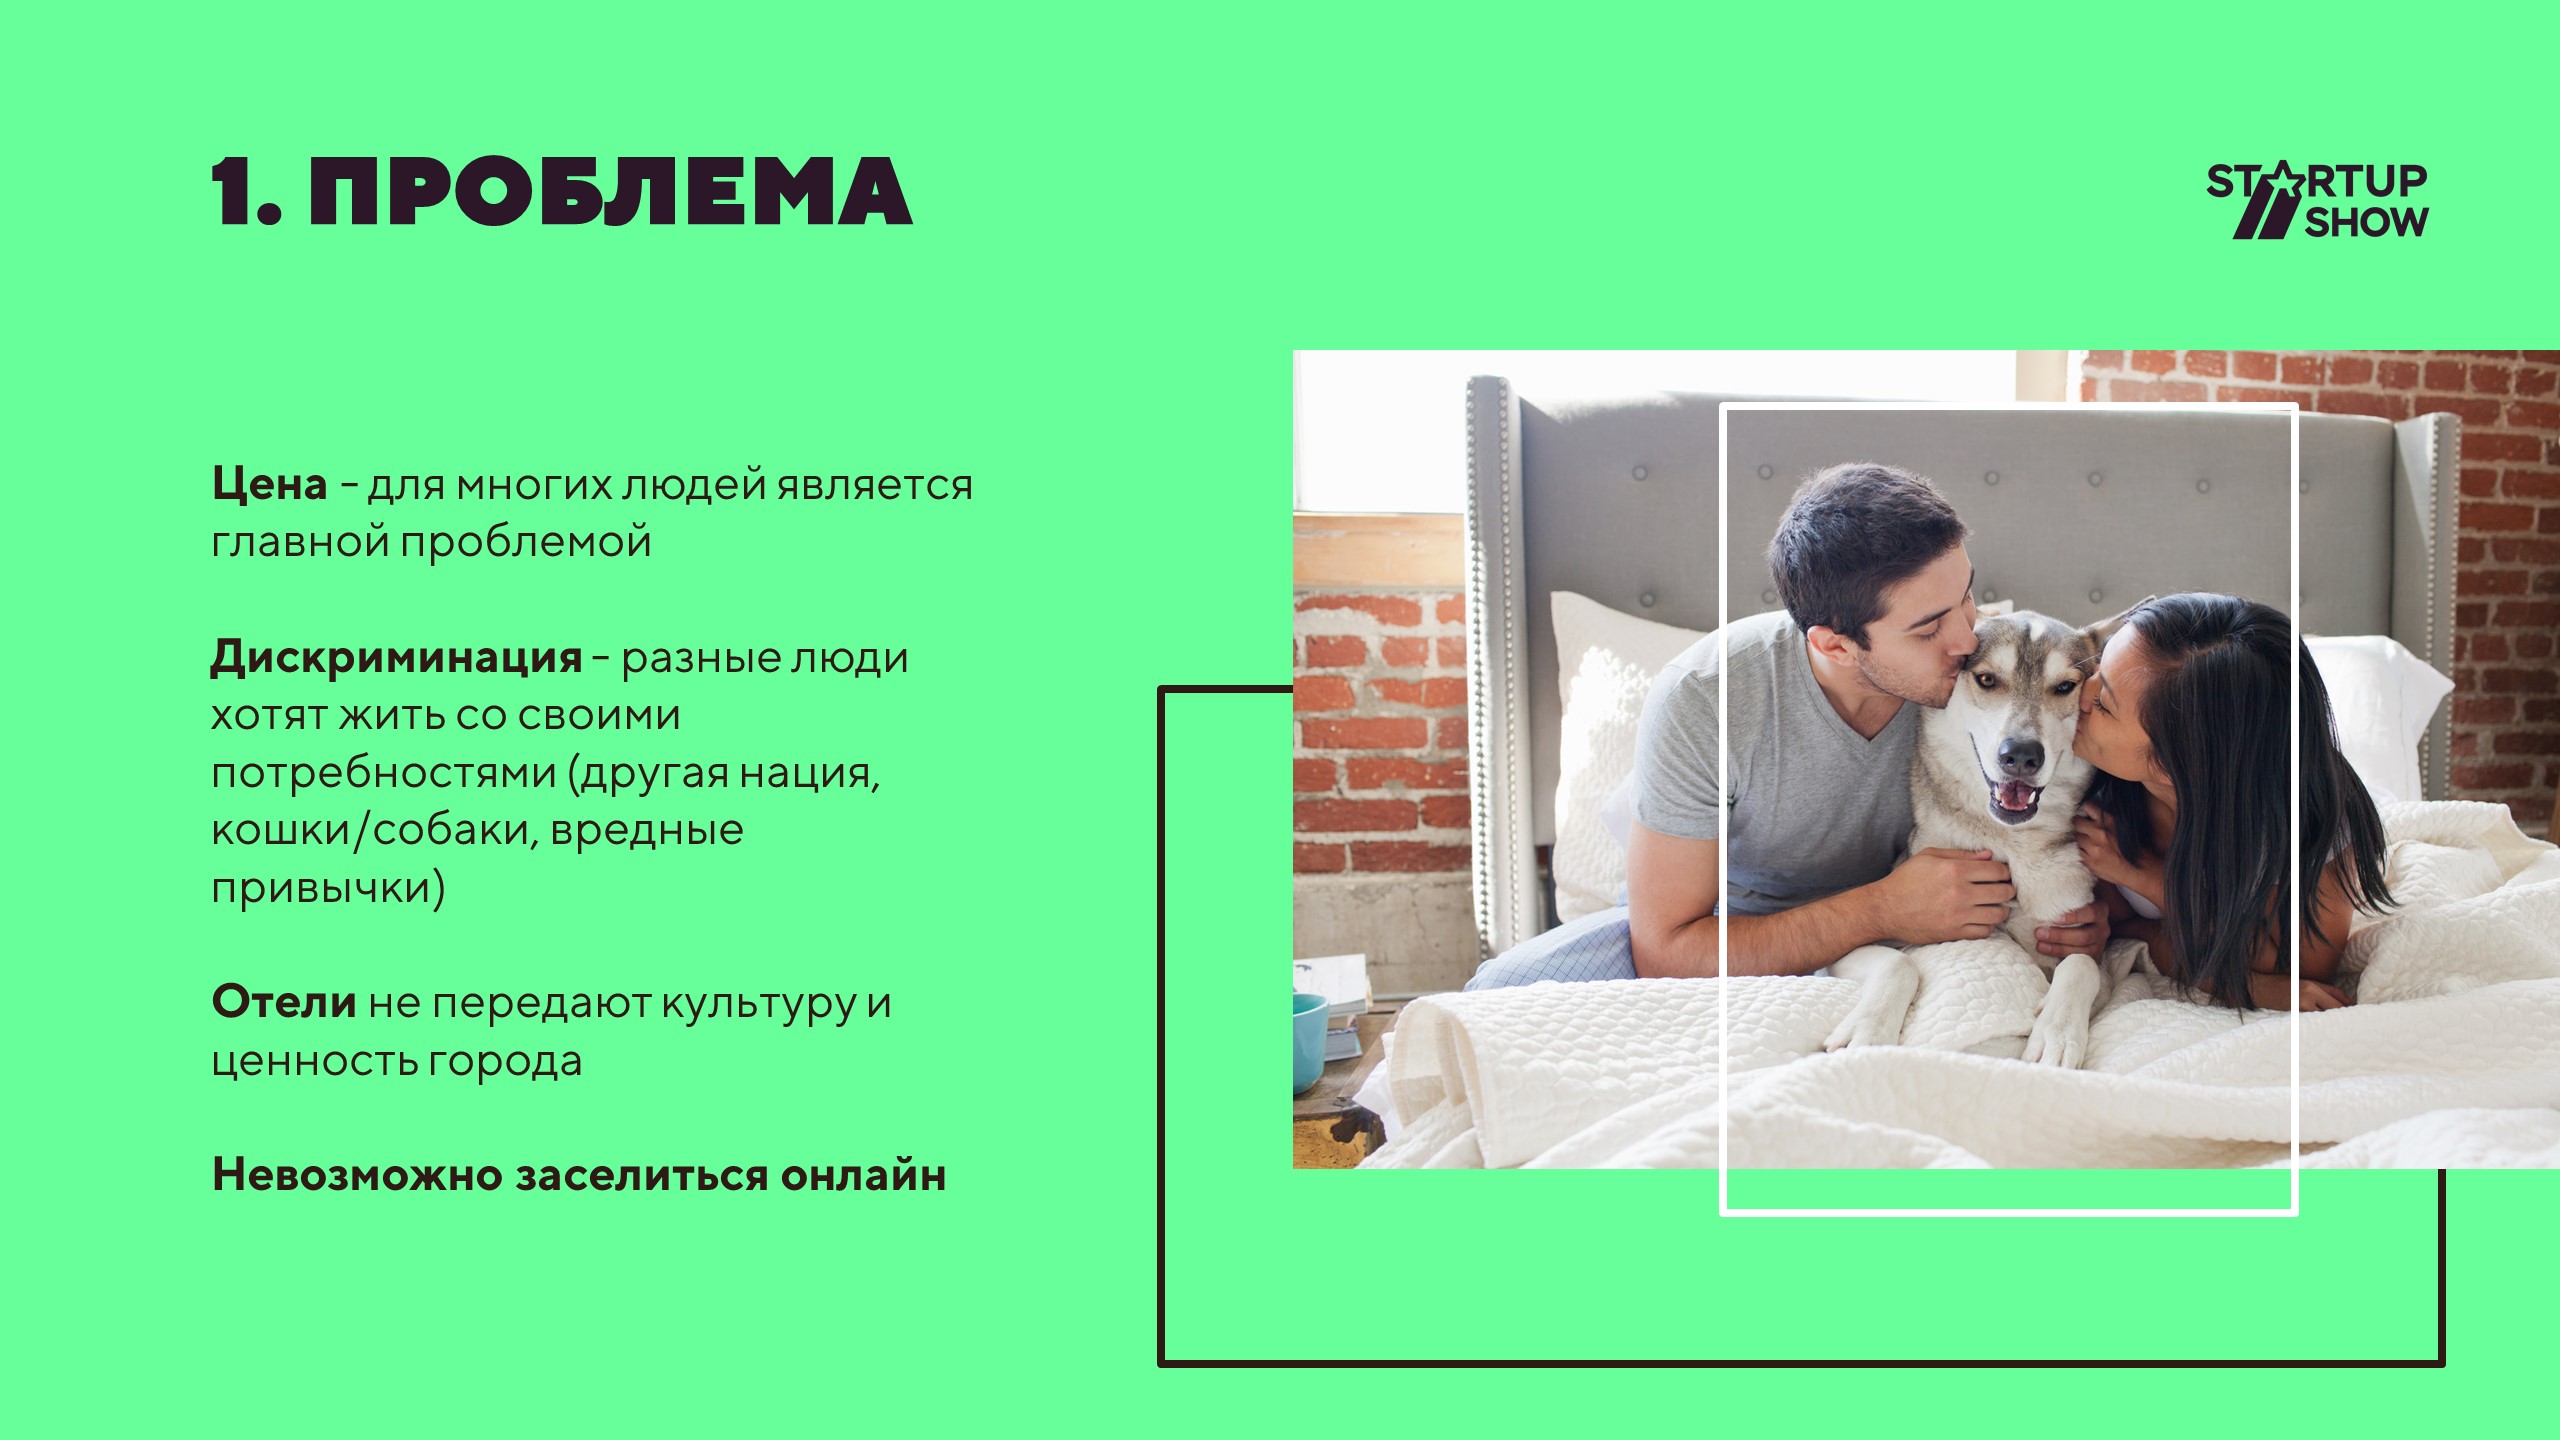 1. ПРОБЛЕМА
STARTUP
SHOW
Цена - для многих людей является
главной проблемой
Дискриминация - разные люди
хотят жить со своими
потребностями (другая нация,
кошки/собаки, вредные
привычки)
Отели не передают культуру и
ценность города
Невозможно заселиться онлайн